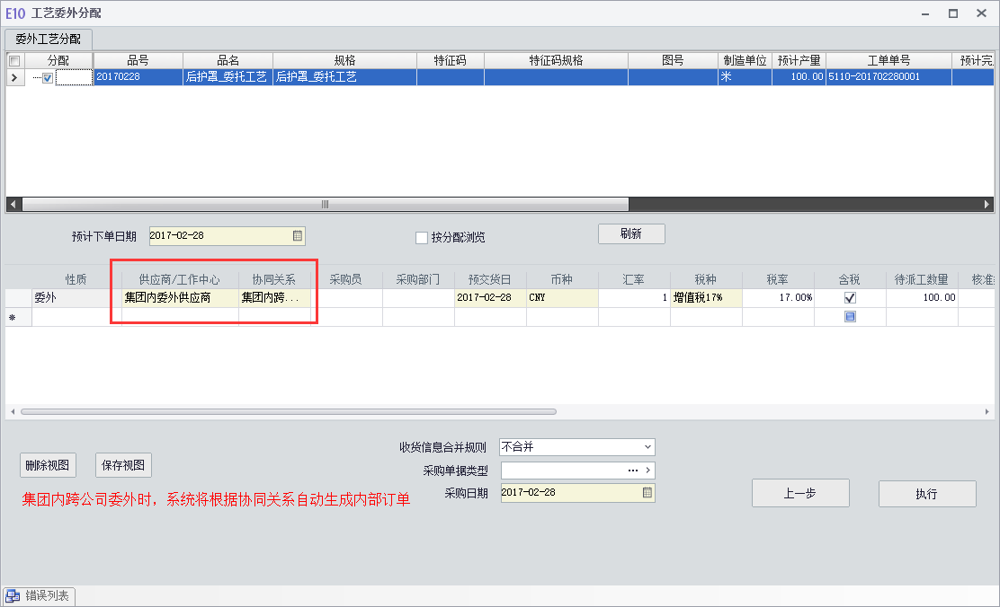 E10 工艺委外分配
委外工艺分配
分配 品号 品名 规格 特征码 特征码规格 图号 制造单位 预计产量 工单单号 预计完
20170228 后护罩_委托工艺 后护罩_委托工艺 米 100.00 5110-201702280001
预计下单日期 2017-02-28 按分配浏览 刷新
性质 供应商/工作中心 协同关系 采购员 采购部门 预交货日 币种 汇率 税种 税率 含税 待派工数量 核准
委外 集团内委外供应商 集团内跨... 2017-02-28 CNY 1 增值税17% 17.00% 100.00
收货信息合并规则 不合并
删除视图 保存视图 采购单据类型
采购日期 2017-02-28 上一步 执行
集团内跨公司委外时，系统将根据协同关系自动生成内部订单
错误列表